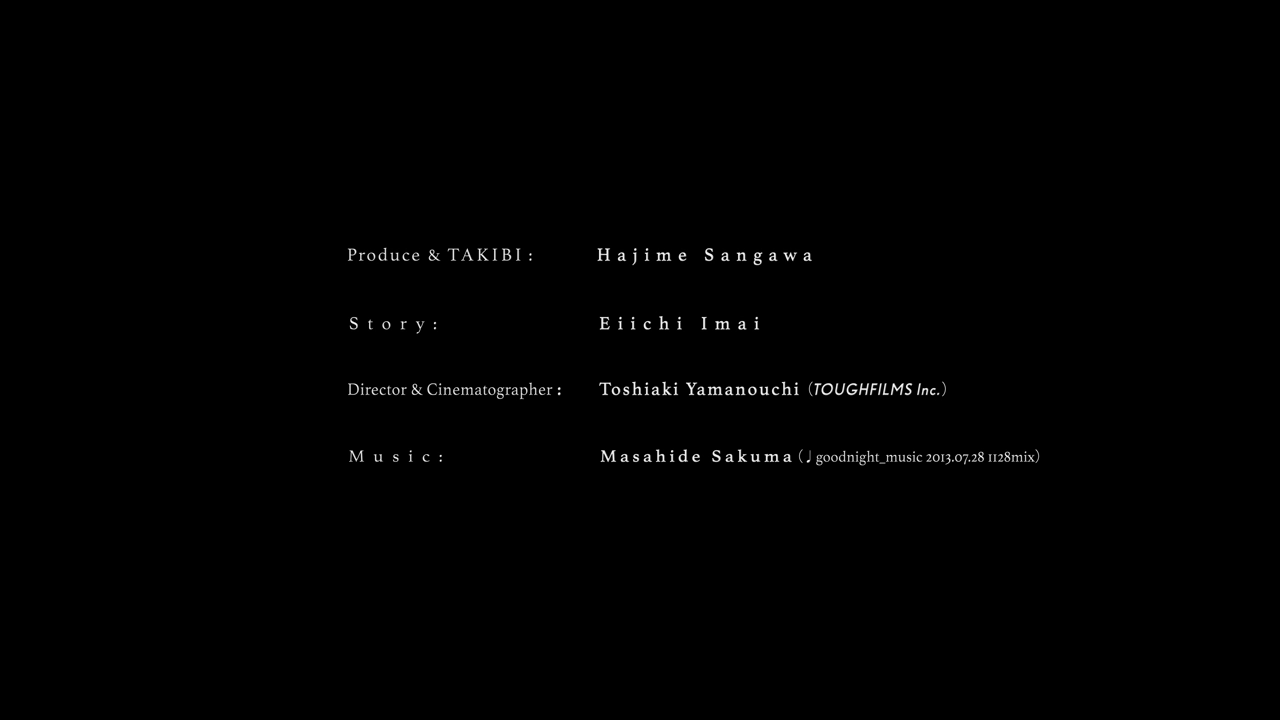 Produce & TAKIBI : Hajime Sangawa
Story: Eiichi Imai
Director & Cinematographer : Toshiaki Yamanouchi (TOUGHFILMS Inc.)
Music: Masahide Sakuma (♩goodnight_music 2013.07.28 1128mix)